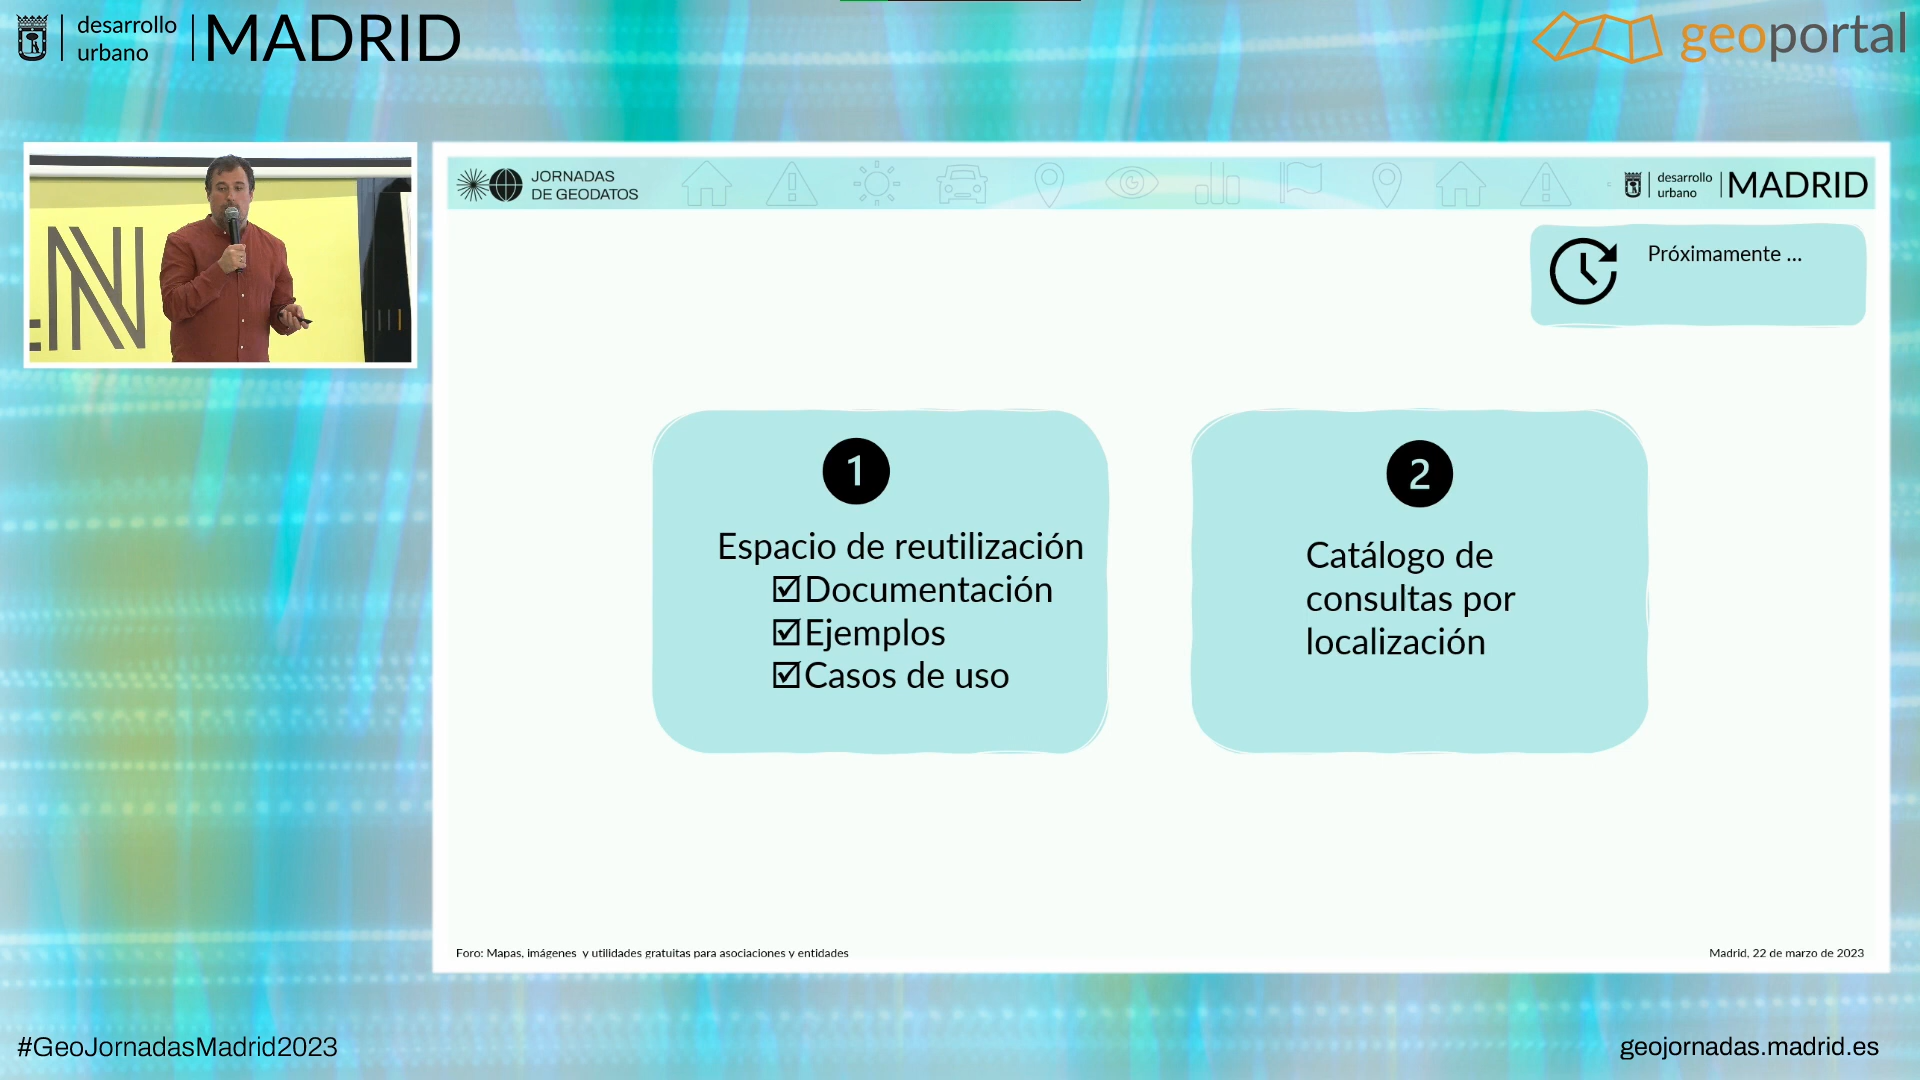 desarrollo
urbano
MADRID
geoportal
JORNADAS
DE GEODATOS
desarrollo
urbano
MADRID
Próximamente ...
N
1
Espacio de reutilización
☑Documentación
☑Ejemplos
☑Casos de uso
2
Catálogo de
consultas por
localización
Foro: Mapas, imágenes y utilidades gratuitas para asociaciones y entidades
Madrid, 22 de marzo de 2023
#GeoJornadasMadrid2023
geojornadas.madrid.es